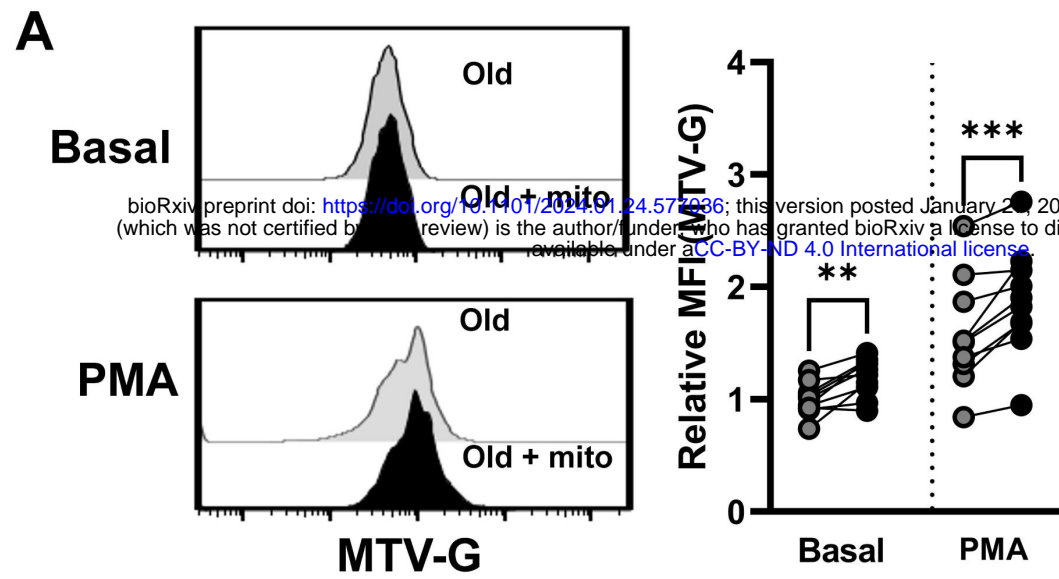 A
Old
Basal
Old + mito
bioRxiv preprint doi: https://doi.org/10.1101/2024.01.24.577036; this version posted January
(which was not certified by review) is the author/funder, who has granted bioRxiv a license to di
available under aCC-BY-ND 4.0 International license.
Old
PMA
Old + mito
MTV-G
Relative MFI (MTV-G)
4
3
2
1
0
**
***
Basal
PMA